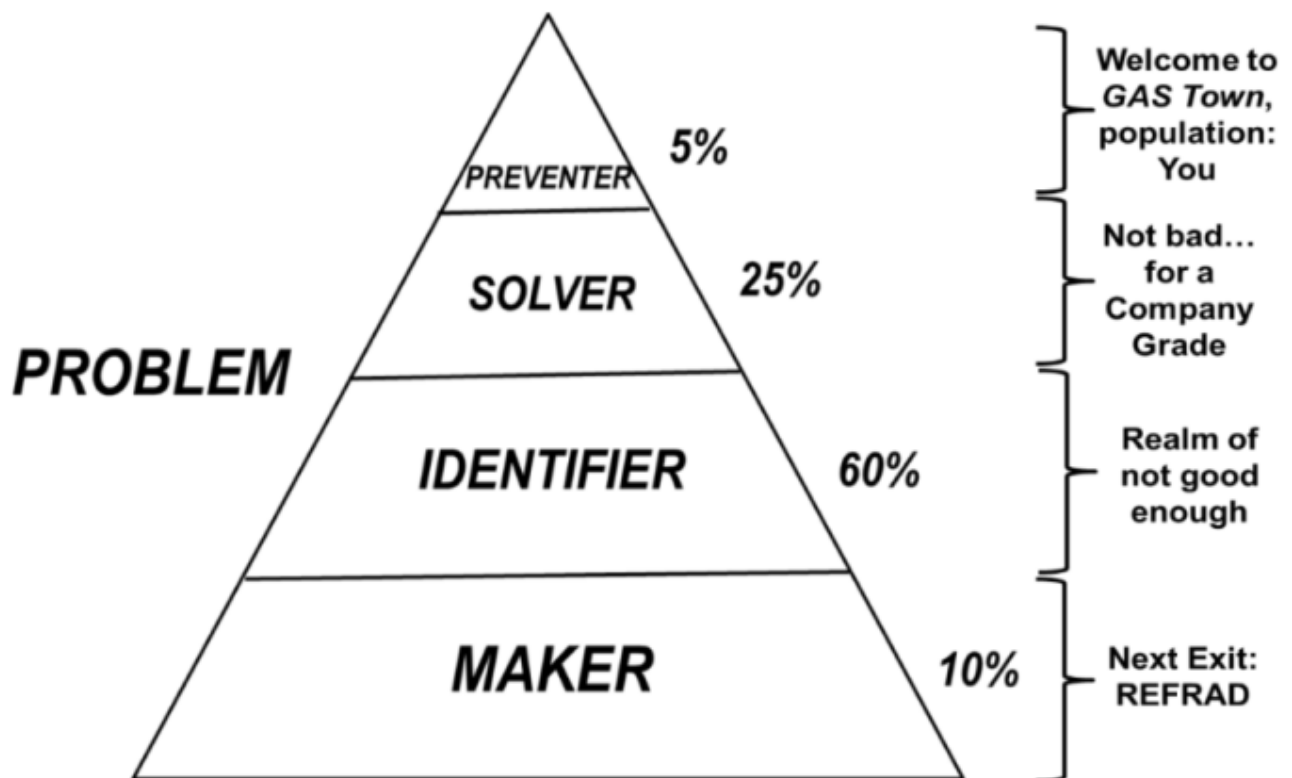 Welcome to
GAS Town,
population:
You
5%
PREVENTER
Not bad...
for a
Company
Grade
25%
SOLVER
PROBLEM
Realm of
not good
enough
60%
IDENTIFIER
Next Exit:
REFRAD
10%
MAKER